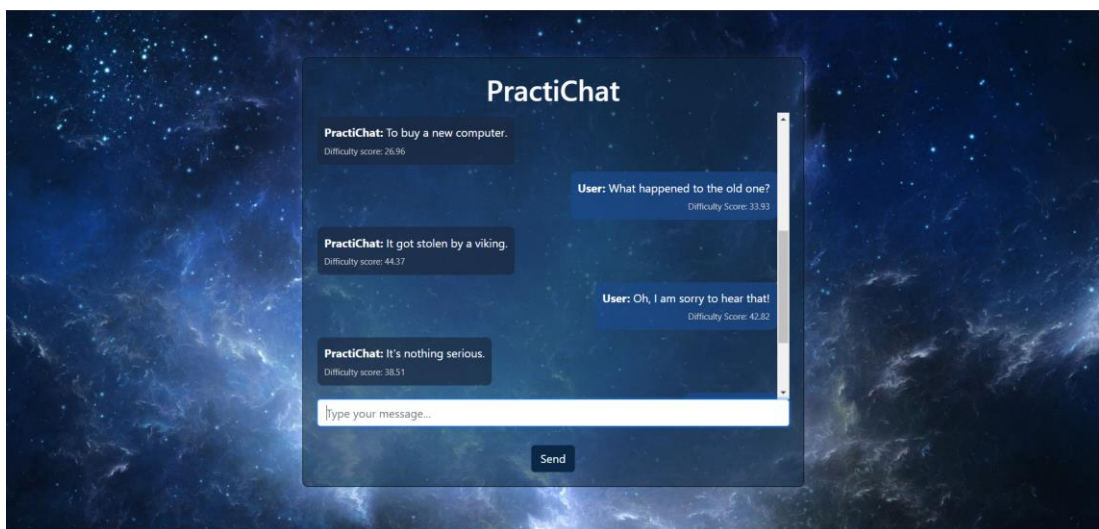 PractiChat
PractiChat: To buy a new computer.
Difficulty score: 26.96
User: What happened to the old one?
Difficulty Score: 33.93
PractiChat: It got stolen by a viking.
Difficulty score: 44.37
User: Oh, I am sorry to hear that!
Difficulty Score: 42.82
PractiChat: It's nothing serious.
Difficulty score: 38.51
Type your message...
Send